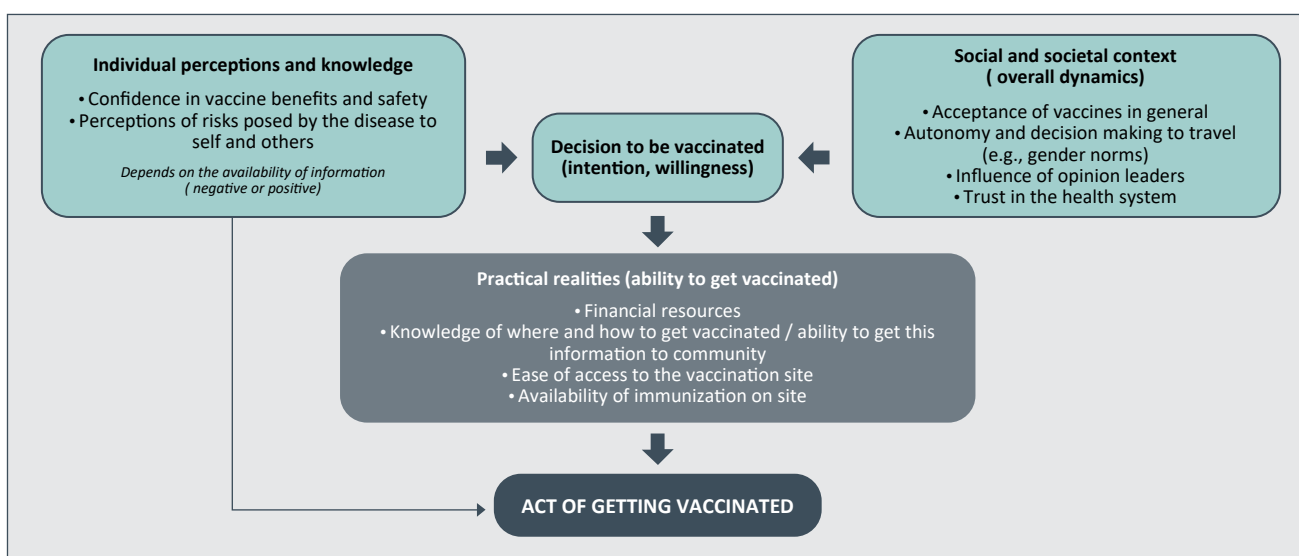 Individual perceptions and knowledge
• Confidence in vaccine benefits and safety
• Perceptions of risks posed by the disease to
self and others
Depends on the availability of information
( negative or positive)
Decision to be vaccinated
(intention, willingness)
Social and societal context
( overall dynamics)
• Acceptance of vaccines in general
• Autonomy and decision making to travel
(e.g., gender norms)
• Influence of opinion leaders
• Trust in the health system
Practical realities (ability to get vaccinated)
• Financial resources
• Knowledge of where and how to get vaccinated / ability to get this
information to community
• Ease of access to the vaccination site
• Availability of immunization on site
ACT OF GETTING VACCINATED